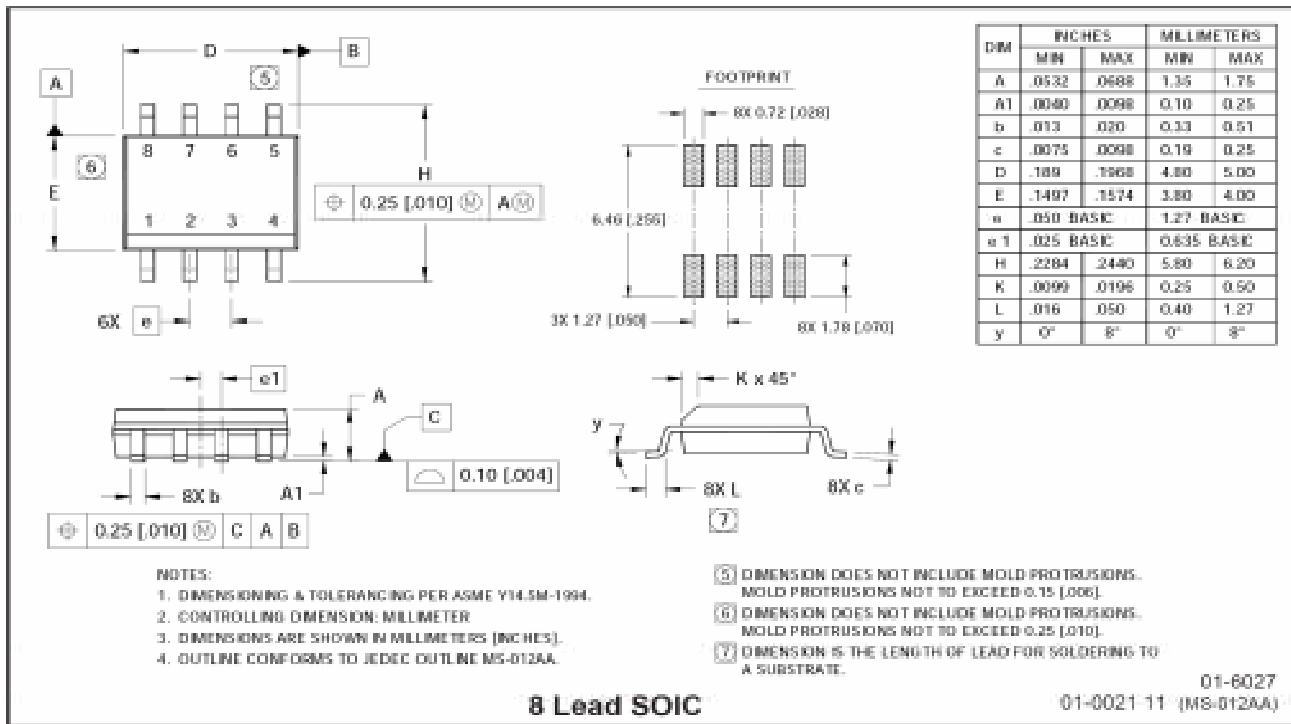 D
B
5
A
8 7 6 5
6
E
H
⌖ 0.25 [.010] Ⓜ A Ⓜ
1 2 3 4
6X e
FOOTPRINT
8X 0.72 [.028]
6.46 [.255]
3X 1.27 [.050]
8X 1.78 [.070]
DIM INCHES MILLIMETERS
MIN MAX MIN MAX
A .0532 .0688 1.35 1.75
A1 .0040 .0098 0.10 0.25
b .013 .020 0.33 0.51
c .0075 .0098 0.19 0.25
D .189 .1968 4.80 5.00
E .1497 .1574 3.80 4.00
e .050 BASIC 1.27 BASIC
e 1 .025 BASIC 0.635 BASIC
H .2284 .2440 5.80 6.20
K .0099 .0196 0.25 0.50
L .016 .050 0.40 1.27
y 0° 8° 0° 8°
e1
A
C
0.10 [.004]
8X b
A1
⌖ 0.25 [.010] Ⓜ C A B
K x 45°
y
8X L
7
8X c
NOTES:
1. DIMENSIONING & TOLERANCING PER ASME Y14.5M-1994.
2. CONTROLLING DIMENSION: MILLIMETER
3. DIMENSIONS ARE SHOWN IN MILLIMETERS [INCHES].
4. OUTLINE CONFORMS TO JEDEC OUTLINE MS-012AA.
5 DIMENSION DOES NOT INCLUDE MOLD PROTRUSIONS.
MOLD PROTRUSIONS NOT TO EXCEED 0.15 [.006].
6 DIMENSION DOES NOT INCLUDE MOLD PROTRUSIONS.
MOLD PROTRUSIONS NOT TO EXCEED 0.25 [.010].
7 DIMENSION IS THE LENGTH OF LEAD FOR SOLDERING TO
A SUBSTRATE.
8 Lead SOIC
01-6027
01-0021 11 (MS-012AA)